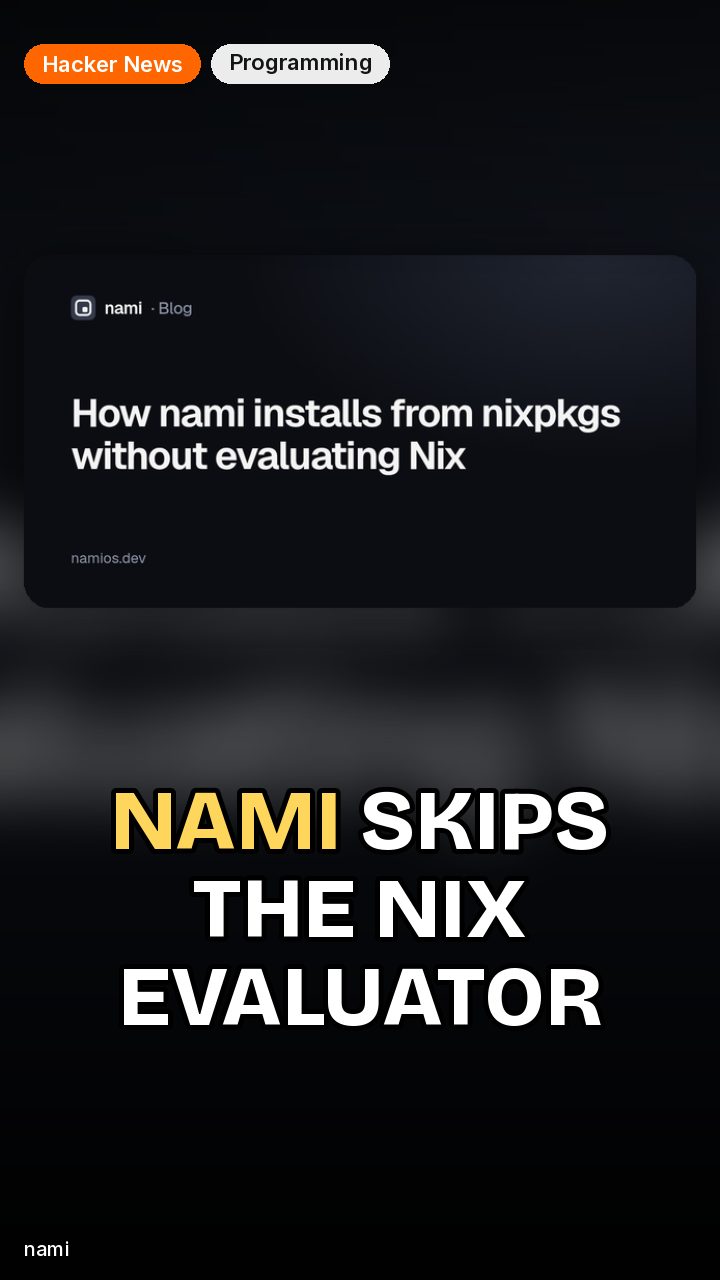 Hacker News Programming
nami · Blog
How nami installs from nixpkgs
without evaluating Nix
namios.dev
NAMI SKIPS
THE NIX
EVALUATOR
nami